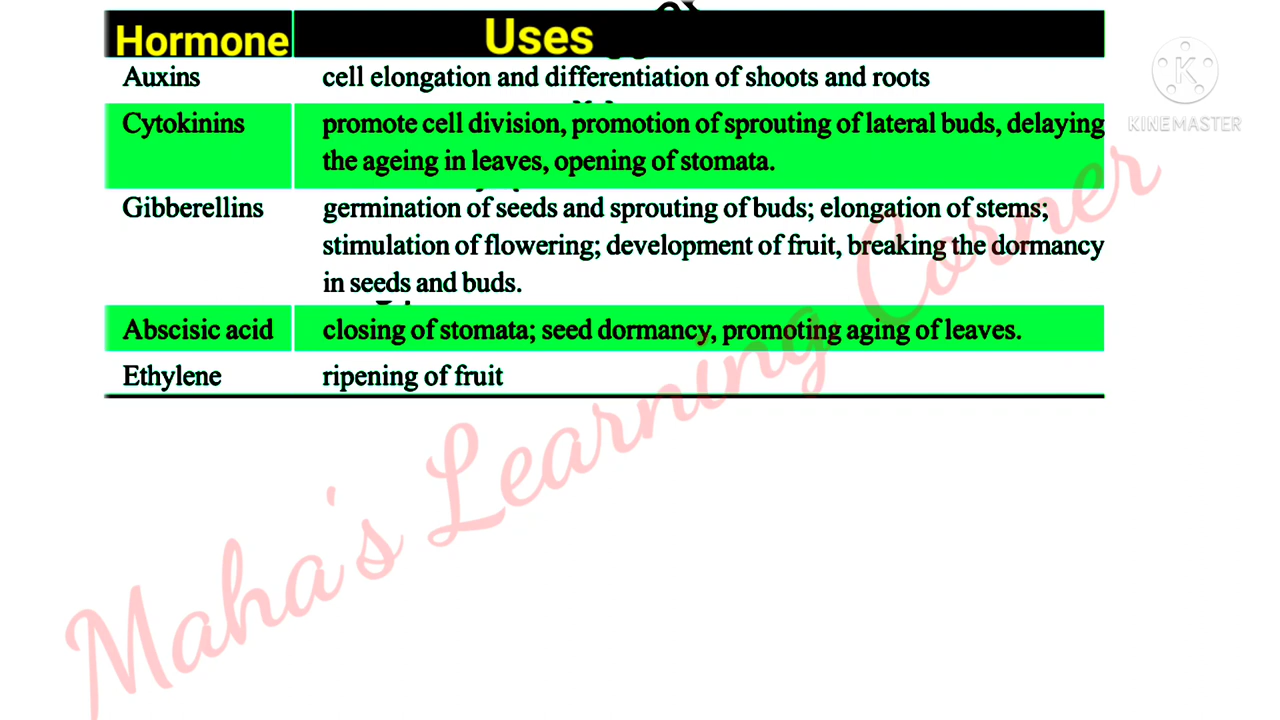 Hormone Uses
Auxins cell elongation and differentiation of shoots and roots
Cytokinins promote cell division, promotion of sprouting of lateral buds, delaying
the ageing in leaves, opening of stomata.
Gibberellins germination of seeds and sprouting of buds; elongation of stems;
stimulation of flowering; development of fruit, breaking the dormancy
in seeds and buds.
Abscisic acid closing of stomata; seed dormancy, promoting aging of leaves.
Ethylene ripening of fruit
K
KINEMASTER
Maha's Learning Corner